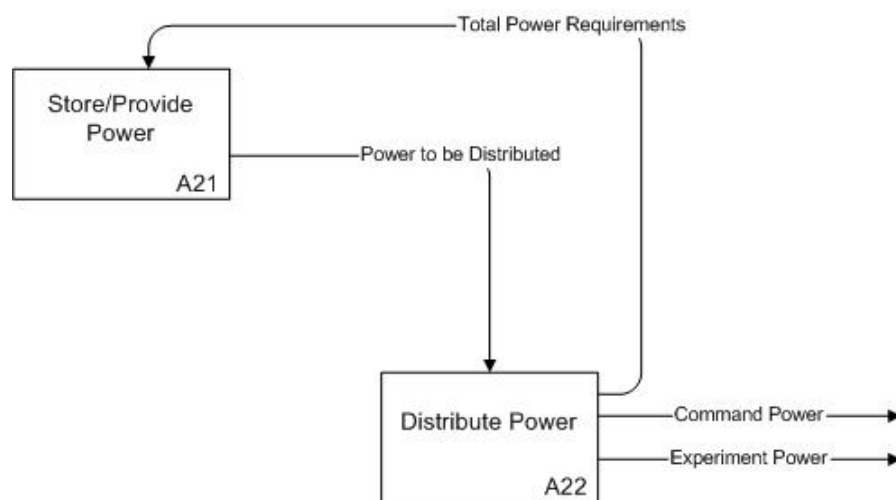 Total Power Requirements
Store/Provide
Power
A21
Power to be Distributed
Distribute Power
A22
Command Power
Experiment Power